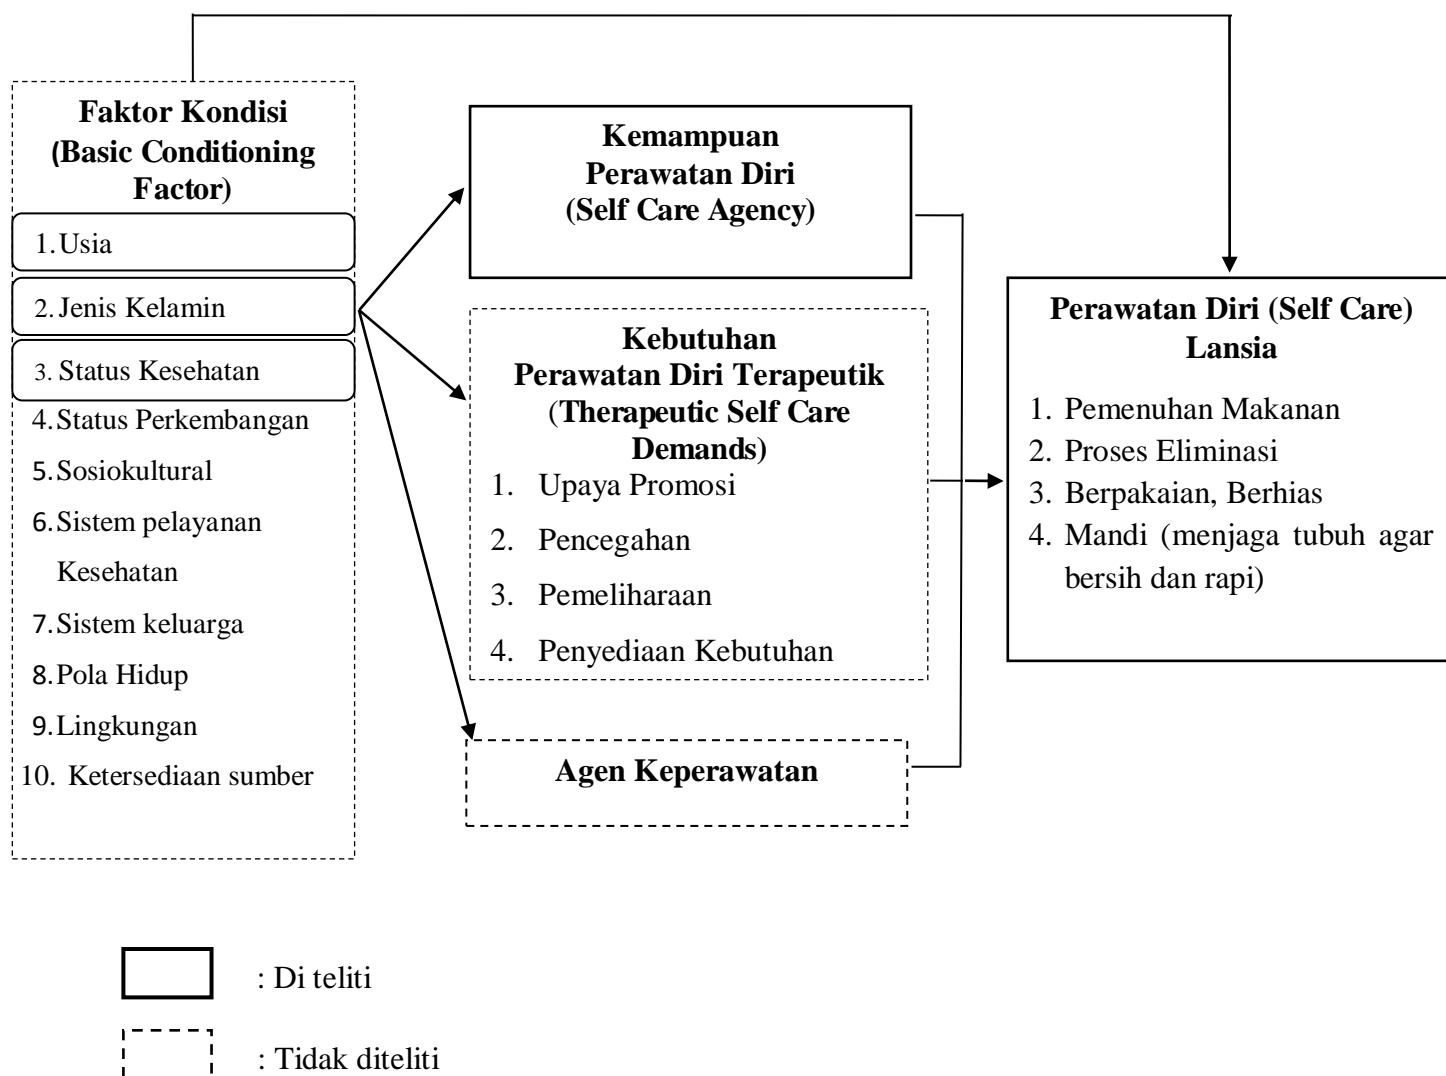 Faktor Kondisi
(Basic Conditioning
Factor)
1. Usia
2. Jenis Kelamin
3. Status Kesehatan
4. Status Perkembangan
5. Sosiokultural
6. Sistem pelayanan
Kesehatan
7. Sistem keluarga
8. Pola Hidup
9. Lingkungan
10. Ketersediaan sumber
Kemampuan
Perawatan Diri
(Self Care Agency)
Kebutuhan
Perawatan Diri Terapeutik
(Therapeutic Self Care
Demands)
1. Upaya Promosi
2. Pencegahan
3. Pemeliharaan
4. Penyediaan Kebutuhan
Agen Keperawatan
Perawatan Diri (Self Care)
Lansia
1. Pemenuhan Makanan
2. Proses Eliminasi
3. Berpakaian, Berhias
4. Mandi (menjaga tubuh agar
bersih dan rapi)
: Di teliti
: Tidak diteliti